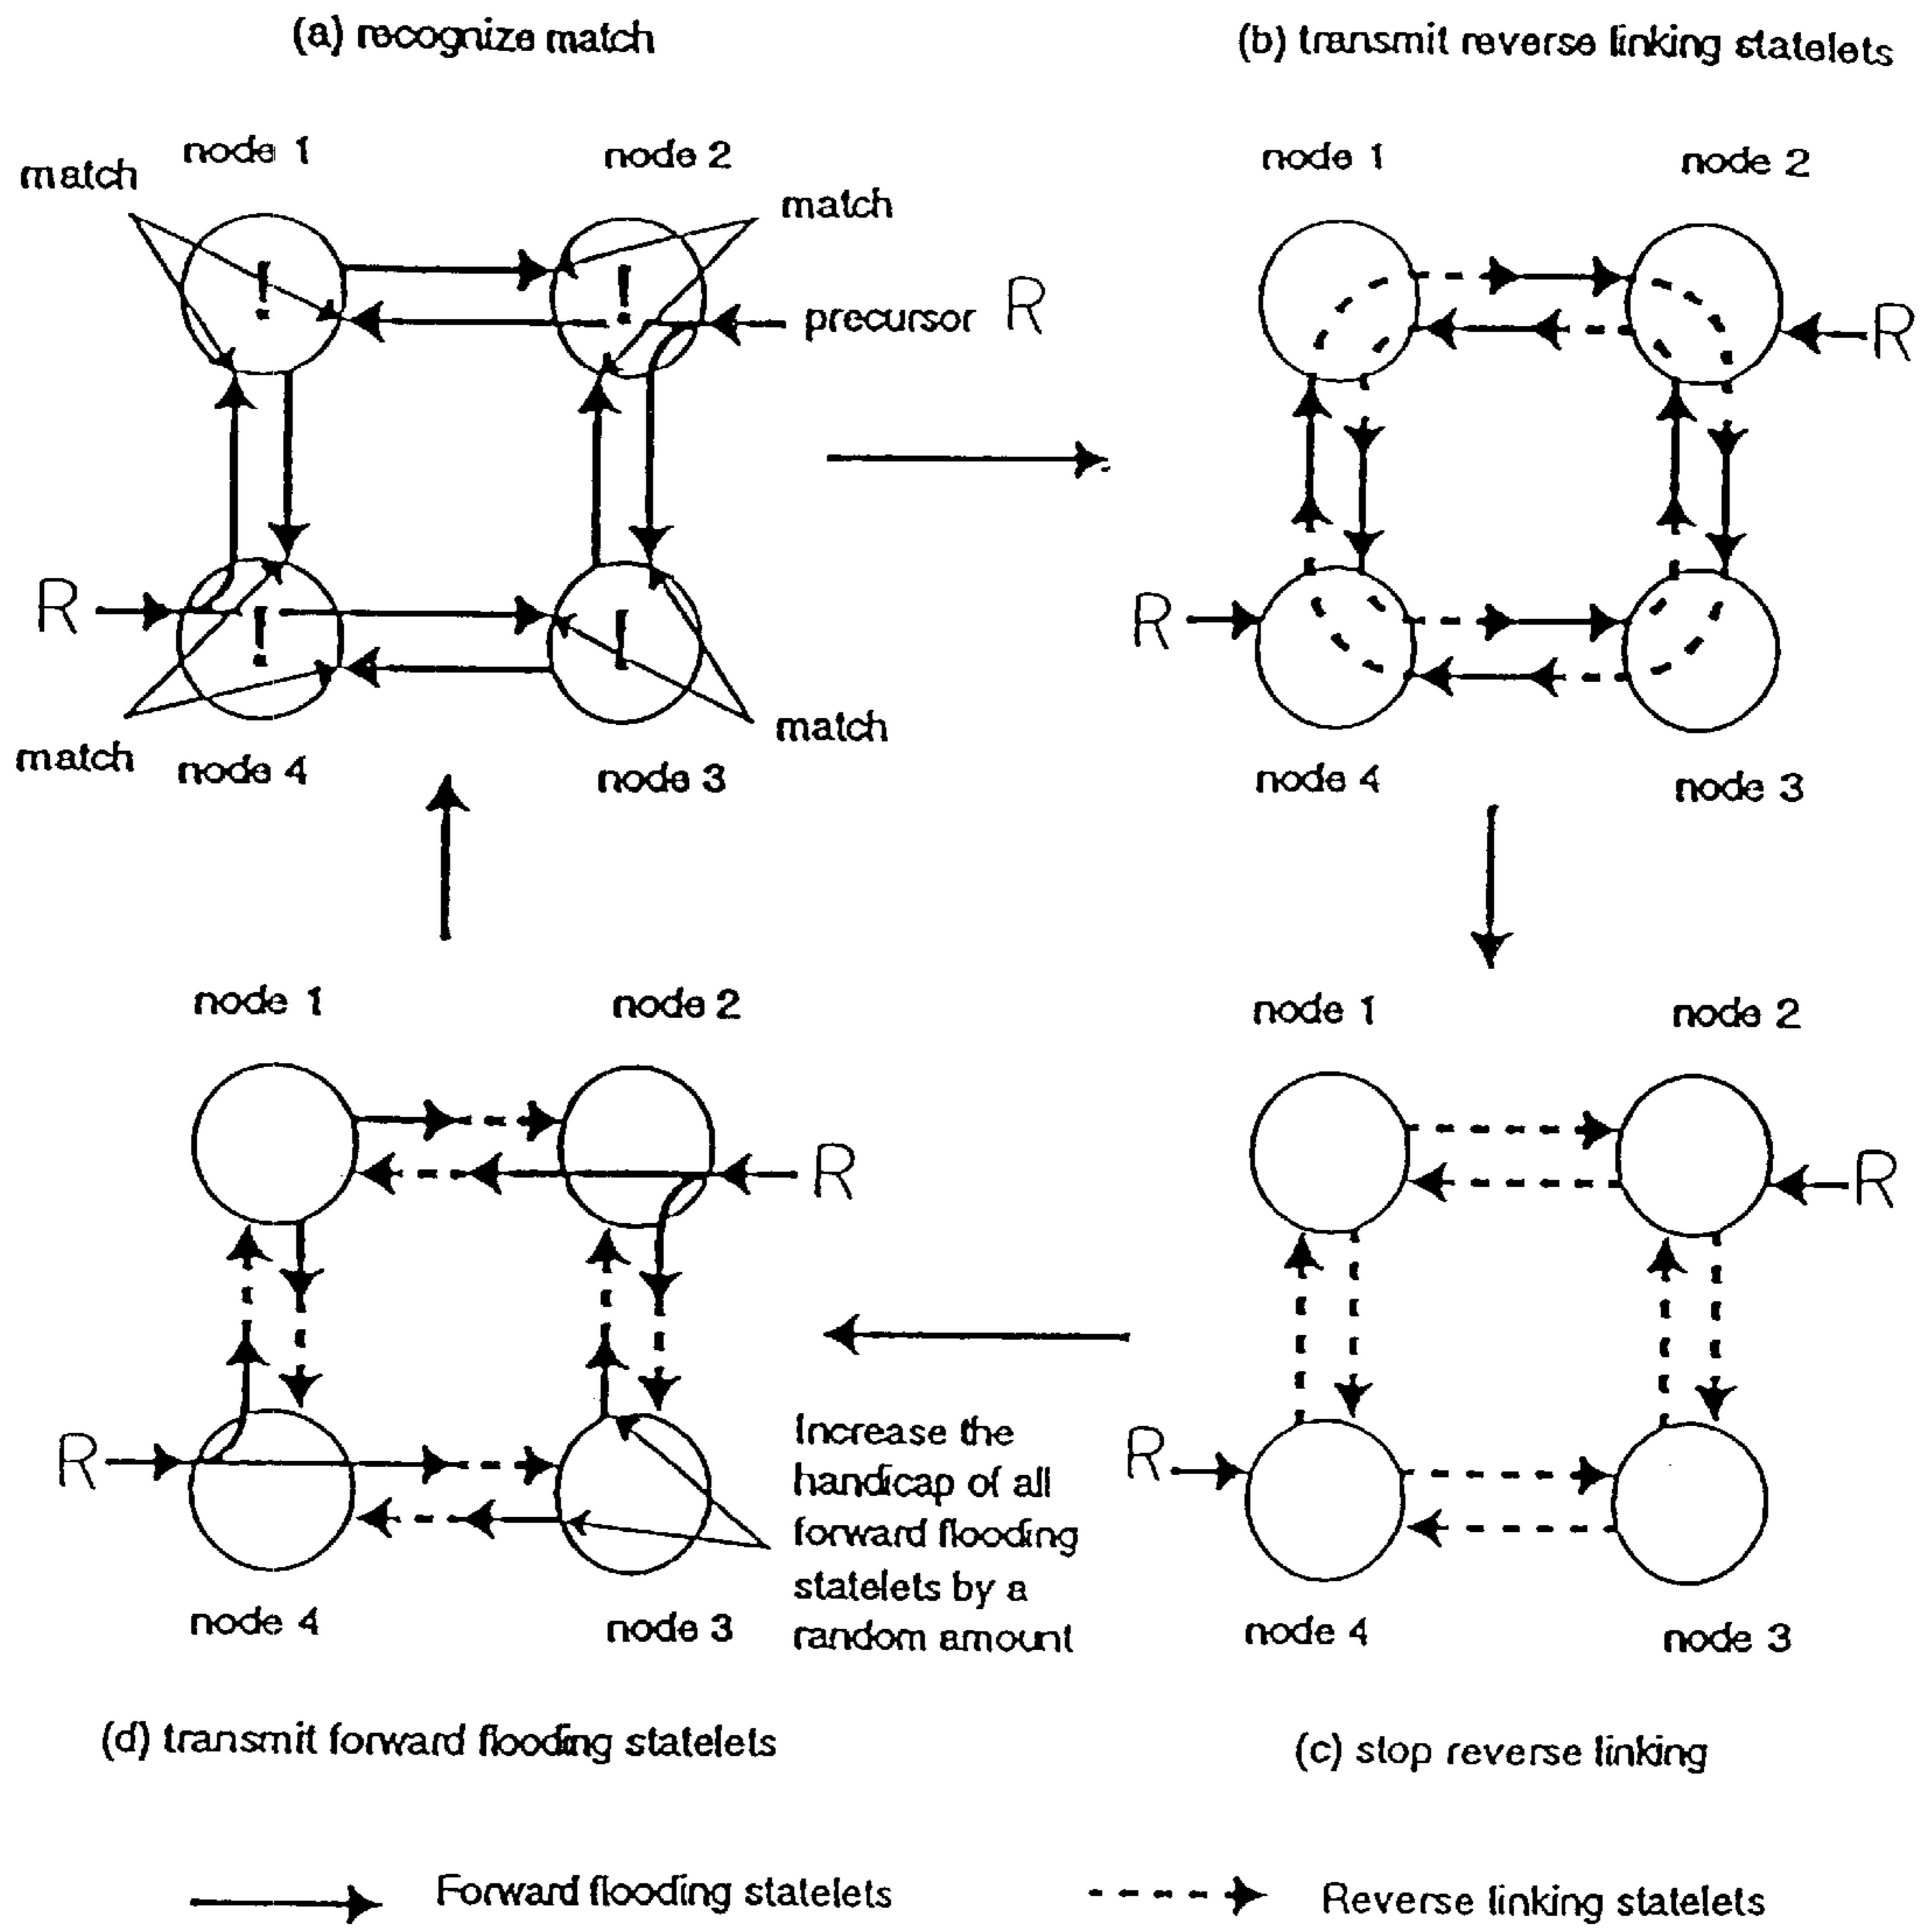 (a) recognize match
(b) transmit reverse linking statelets
match
node 1
node 2
match
!
!
precursor R
R
!
!
match
node 4
node 3
match
node 1
node 2
R
R
node 4
node 3
node 1
node 2
R
R
node 4
node 3
Increase the
handicap of all
forward flooding
statelets by a
random amount
node 1
node 2
R
R
node 4
node 3
(d) transmit forward flooding statelets
(c) stop reverse linking
Forward flooding statelets
Reverse linking statelets